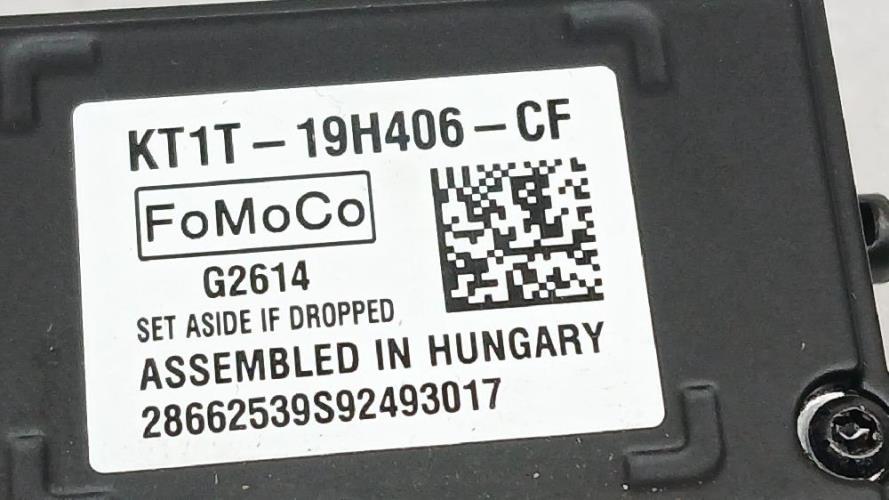 KT1T-19H406-CF
FoMoCo
G2614
SET ASIDE IF DROPPED
ASSEMBLED IN HUNGARY
28662539S92493017